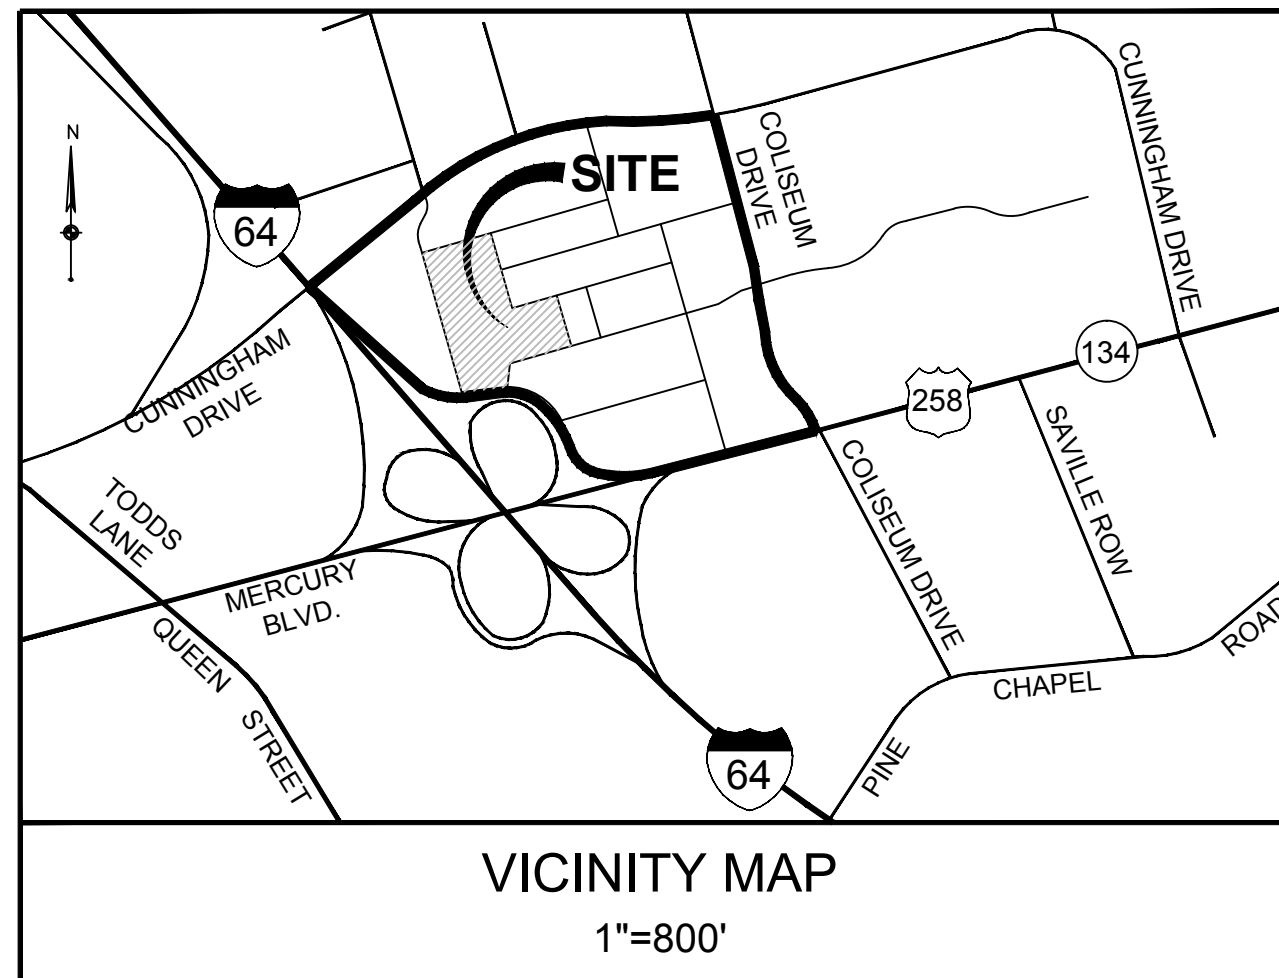 N
SITE
COLISEUM
DRIVE
CUNNINGHAM DRIVE
64
CUNNINGHAM
DRIVE
134
258
TODDS
LANE
COLISEUM DRIVE
SAVILLE ROW
MERCURY
BLVD.
QUEEN
STREET
CHAPEL
ROAD
PINE
64
VICINITY MAP
1"=800'